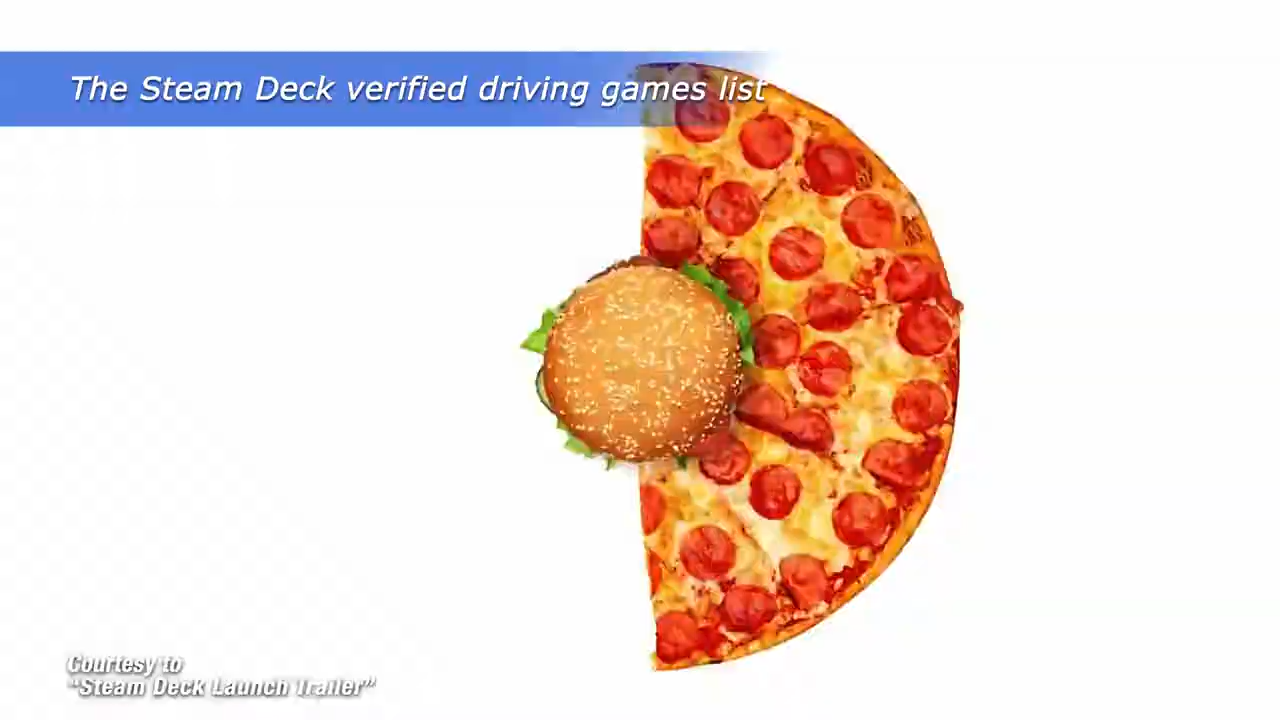 The Steam Deck verified driving games list
Courtesy to
“Steam Deck Launch Trailer”